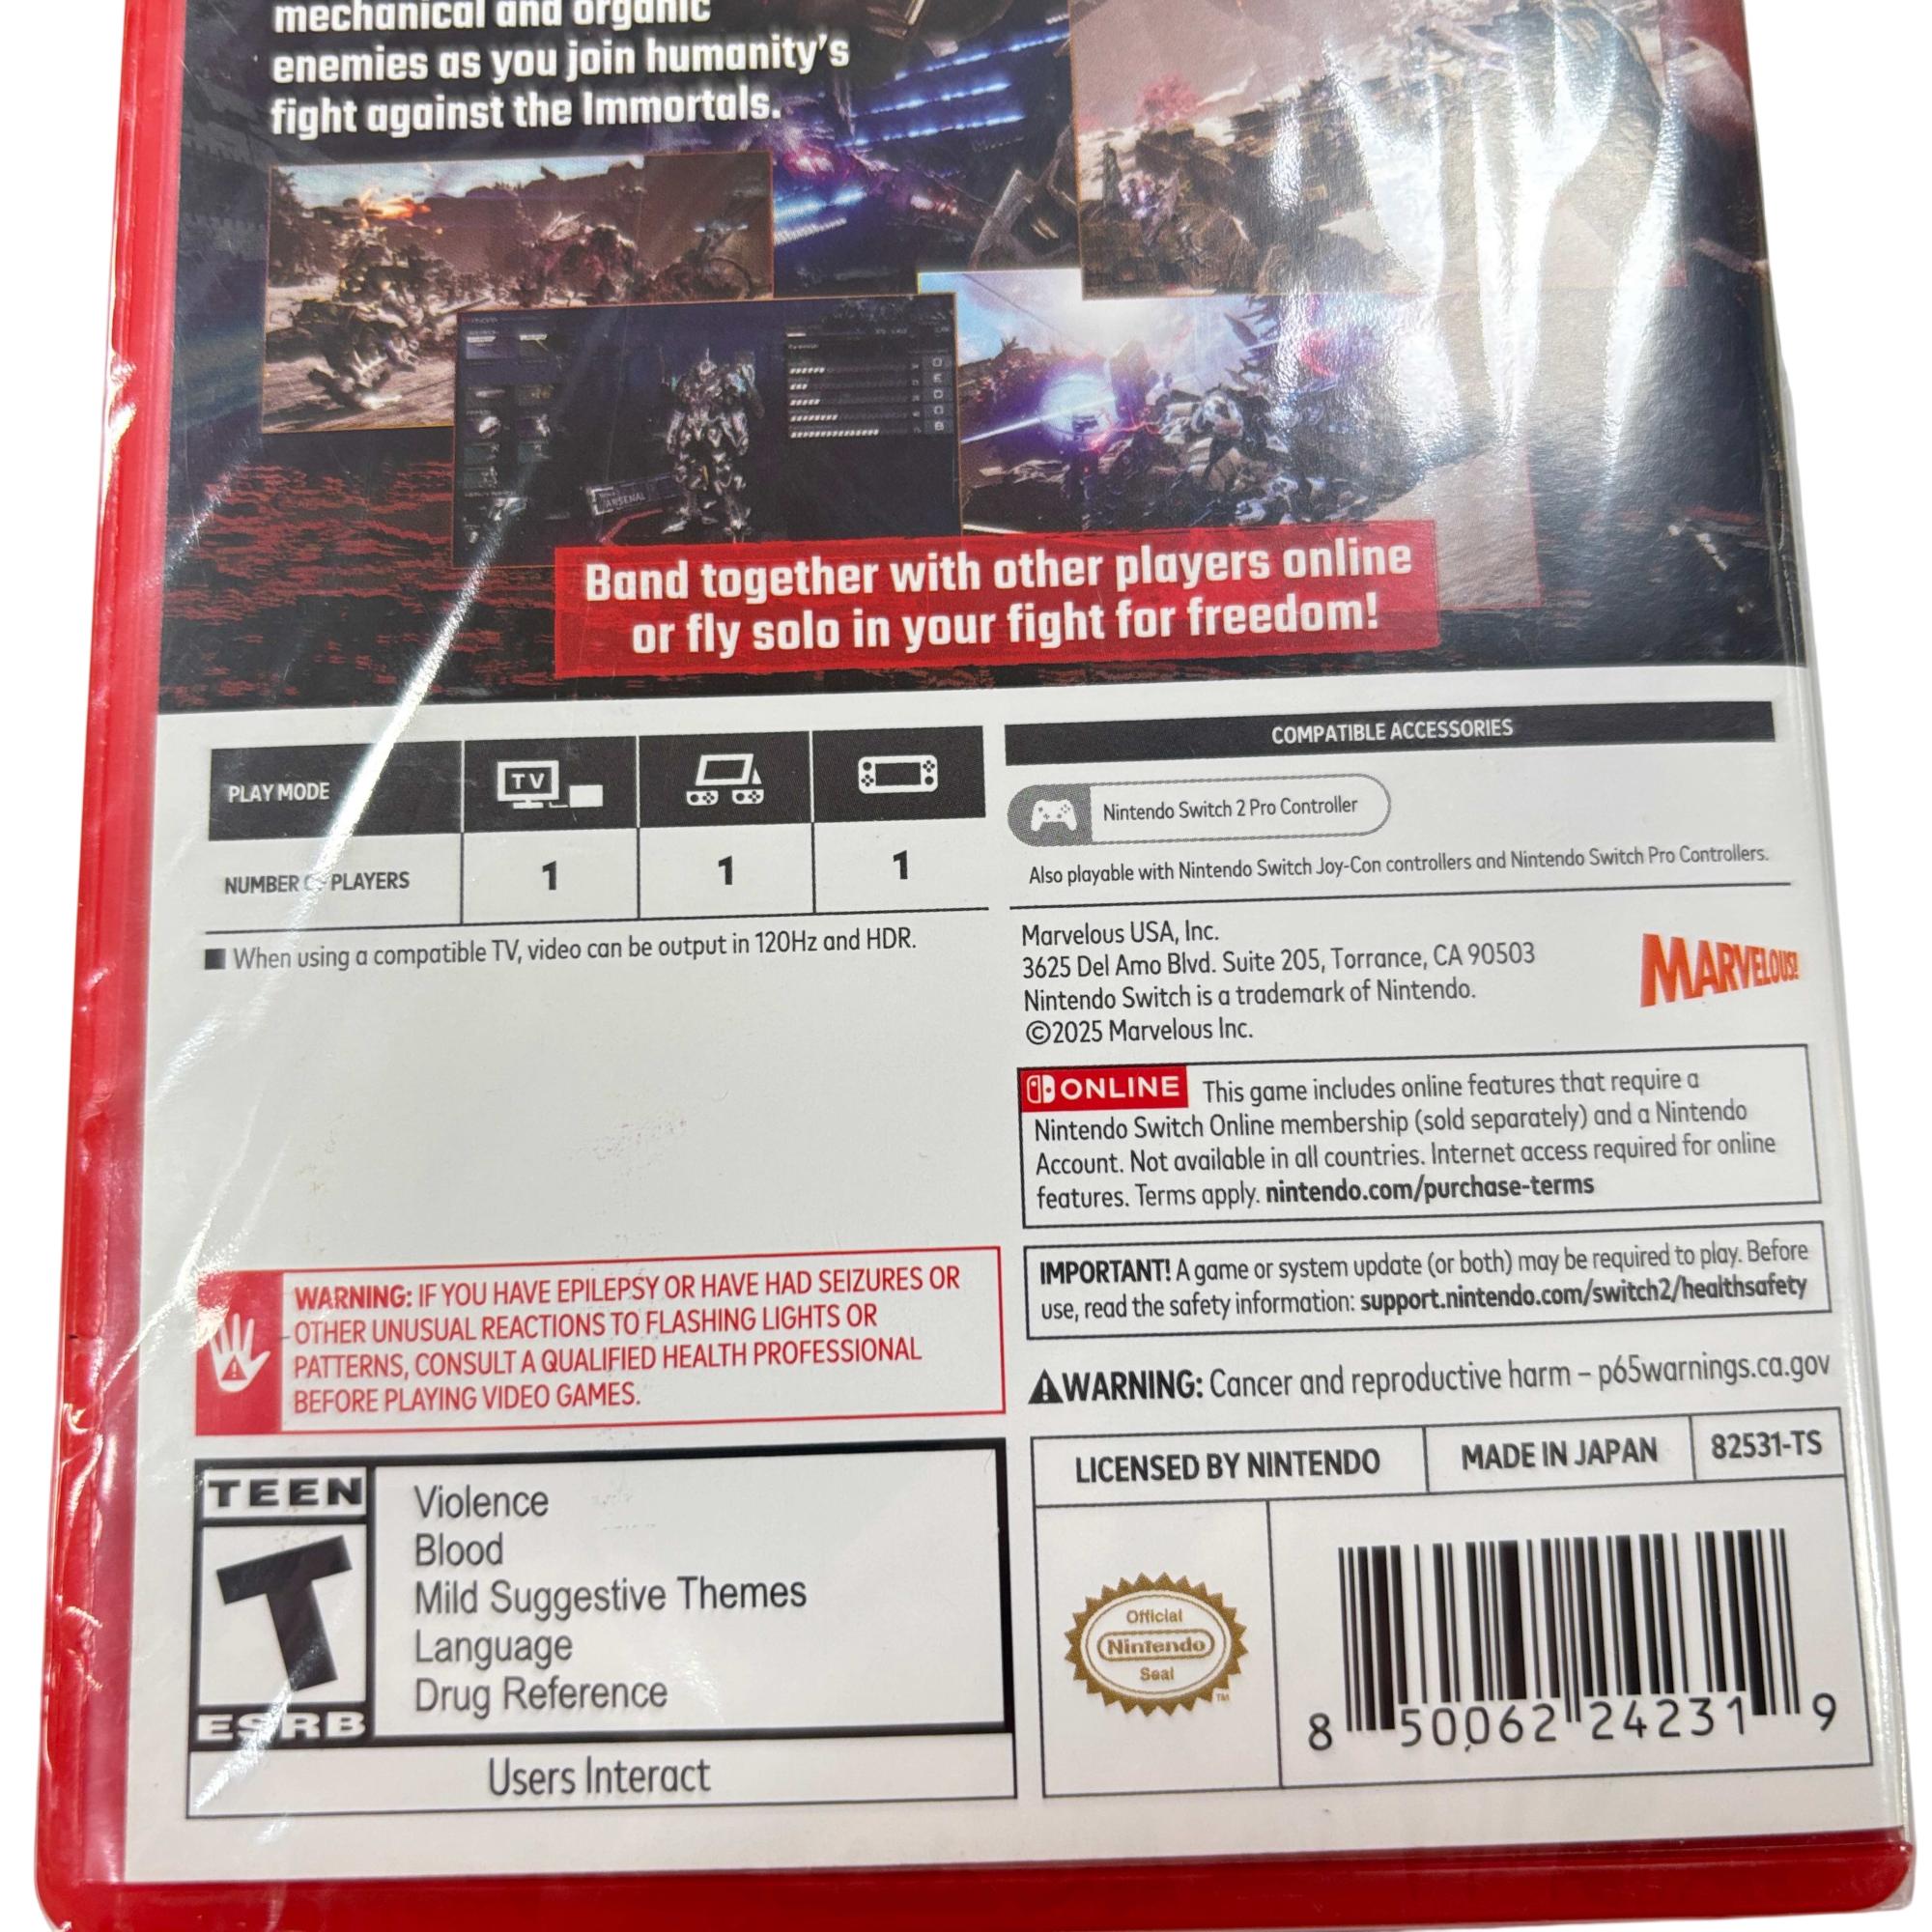 mechanical and organic
enemies as you join humanity's
fight against the Immortals.
ARSENAL
Band together with other players online
or fly solo in your fight for freedom!
PLAY MODE
TV
NUMBER OF PLAYERS
1
1
1
■ When using a compatible TV, video can be output in 120Hz and HDR.
COMPATIBLE ACCESSORIES
Nintendo Switch 2 Pro Controller
Also playable with Nintendo Switch Joy-Con controllers and Nintendo Switch Pro Controllers.
Marvelous USA, Inc.
3625 Del Amo Blvd. Suite 205, Torrance, CA 90503
Nintendo Switch is a trademark of Nintendo.
©2025 Marvelous Inc.
MARVELOUS!
ONLINE This game includes online features that require a
Nintendo Switch Online membership (sold separately) and a Nintendo
Account. Not available in all countries. Internet access required for online
features. Terms apply. nintendo.com/purchase-terms
WARNING: IF YOU HAVE EPILEPSY OR HAVE HAD SEIZURES OR
OTHER UNUSUAL REACTIONS TO FLASHING LIGHTS OR
PATTERNS, CONSULT A QUALIFIED HEALTH PROFESSIONAL
BEFORE PLAYING VIDEO GAMES.
IMPORTANT! A game or system update (or both) may be required to play. Before
use, read the safety information: support.nintendo.com/switch2/healthsafety
WARNING: Cancer and reproductive harm – p65warnings.ca.gov
TEEN
T
ESRB
Violence
Blood
Mild Suggestive Themes
Language
Drug Reference
Users Interact
LICENSED BY NINTENDO
MADE IN JAPAN
82531-TS
Official
Nintendo
Seal
TM
8 50062 24231 9